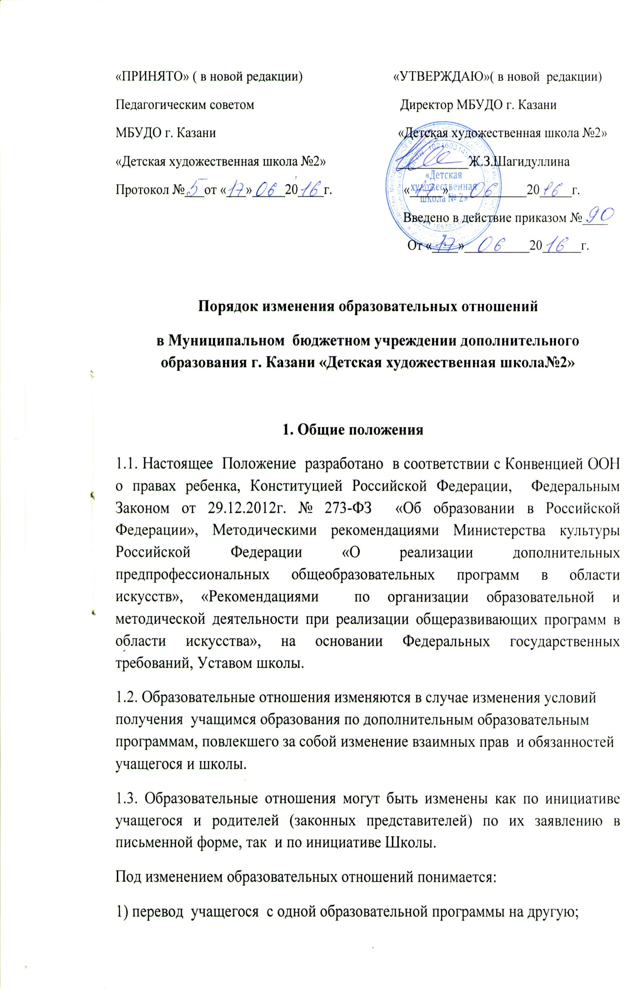 «ПРИНЯТО» ( в новой редакции)
Педагогическим советом
МБУДО г. Казани
«Детская художественная школа №2»
Протокол № 5 от « 17 » 06 20 16 г.
«УТВЕРЖДАЮ»( в новой редакции)
Директор МБУДО г. Казани
«Детская художественная школа №2»
Ж.З.Шагидуллина
« 17 » 06 20 16 г.
Введено в действие приказом № 90
От « 17 » 06 20 16 г.
«Детская
художественная
школа № 2»
Порядок изменения образовательных отношений
в Муниципальном бюджетном учреждении дополнительного
образования г. Казани «Детская художественная школа№2»
1. Общие положения
1.1. Настоящее Положение разработано в соответствии с Конвенцией ООН
о правах ребенка, Конституцией Российской Федерации, Федеральным
Законом от 29.12.2012г. № 273-ФЗ «Об образовании в Российской
Федерации», Методическими рекомендациями Министерства культуры
Российской Федерации «О реализации дополнительных
предпрофессиональных общеобразовательных программ в области
искусств», «Рекомендациями по организации образовательной и
методической деятельности при реализации общеразвивающих программ в
области искусства», на основании Федеральных государственных
требований, Уставом школы.
1.2. Образовательные отношения изменяются в случае изменения условий
получения учащимся образования по дополнительным образовательным
программам, повлекшего за собой изменение взаимных прав и обязанностей
учащегося и школы.
1.3. Образовательные отношения могут быть изменены как по инициативе
учащегося и родителей (законных представителей) по их заявлению в
письменной форме, так и по инициативе Школы.
Под изменением образовательных отношений понимается:
1) перевод учащегося с одной образовательной программы на другую;